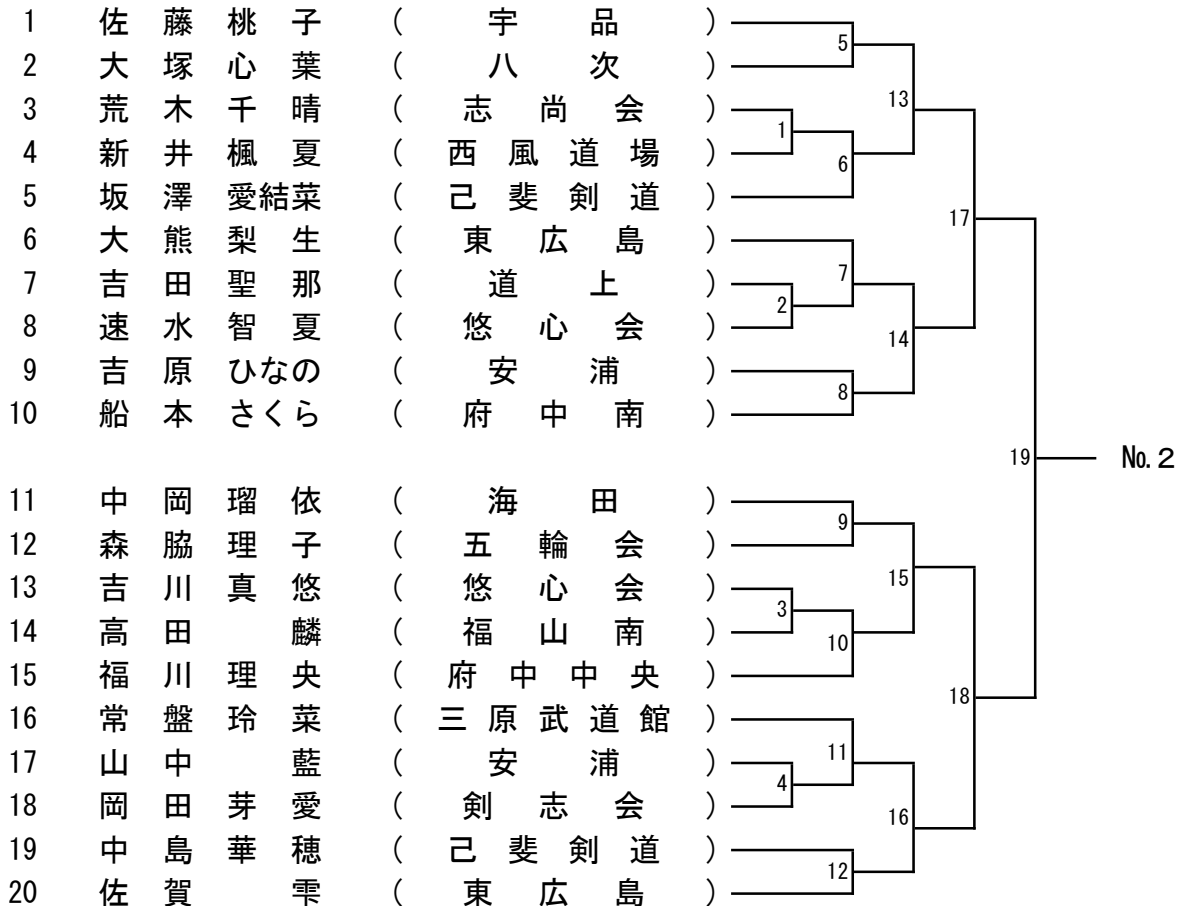 1 佐藤桃子 (宇品)
2 大塚心葉 (八次)
3 荒木千晴 (志尚会)
4 新井楓夏 (西風道場)
5 坂澤愛結菜 (己斐剣道)
6 大熊梨生 (東広島)
7 吉田聖那 (道上)
8 速水智夏 (悠心会)
9 吉原ひなの (安浦)
10 船本さくら (府中南)
11 中岡瑠依 (海田)
12 森脇理子 (五輪会)
13 吉川真悠 (悠心会)
14 高田麟 (福山南)
15 福川理央 (府中中央)
16 常盤玲菜 (三原武道館)
17 山中藍 (安浦)
18 岡田芽愛 (剣志会)
19 中島華穂 (己斐剣道)
20 佐賀雫 (東広島)
1
2
3
4
5
6
7
8
9
10
11
12
13
14
15
16
17
18
19
№2